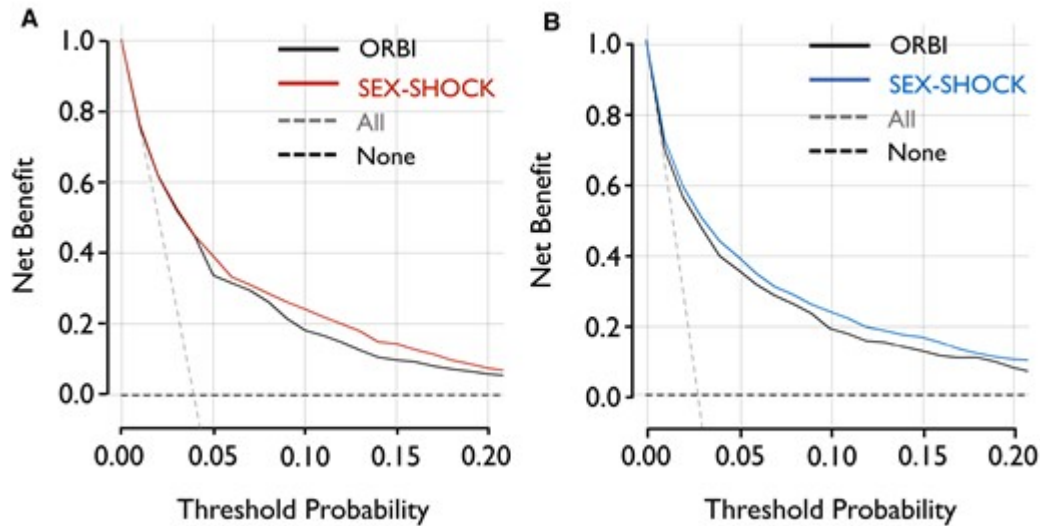 A
Net Benefit
1.0
0.8
0.6
0.4
0.2
0.0
ORBI
SEX-SHOCK
All
None
0.00 0.05 0.10 0.15 0.20
Threshold Probability
B
Net Benefit
1.0
0.8
0.6
0.4
0.2
0.0
ORBI
SEX-SHOCK
All
None
0.00 0.05 0.10 0.15 0.20
Threshold Probability